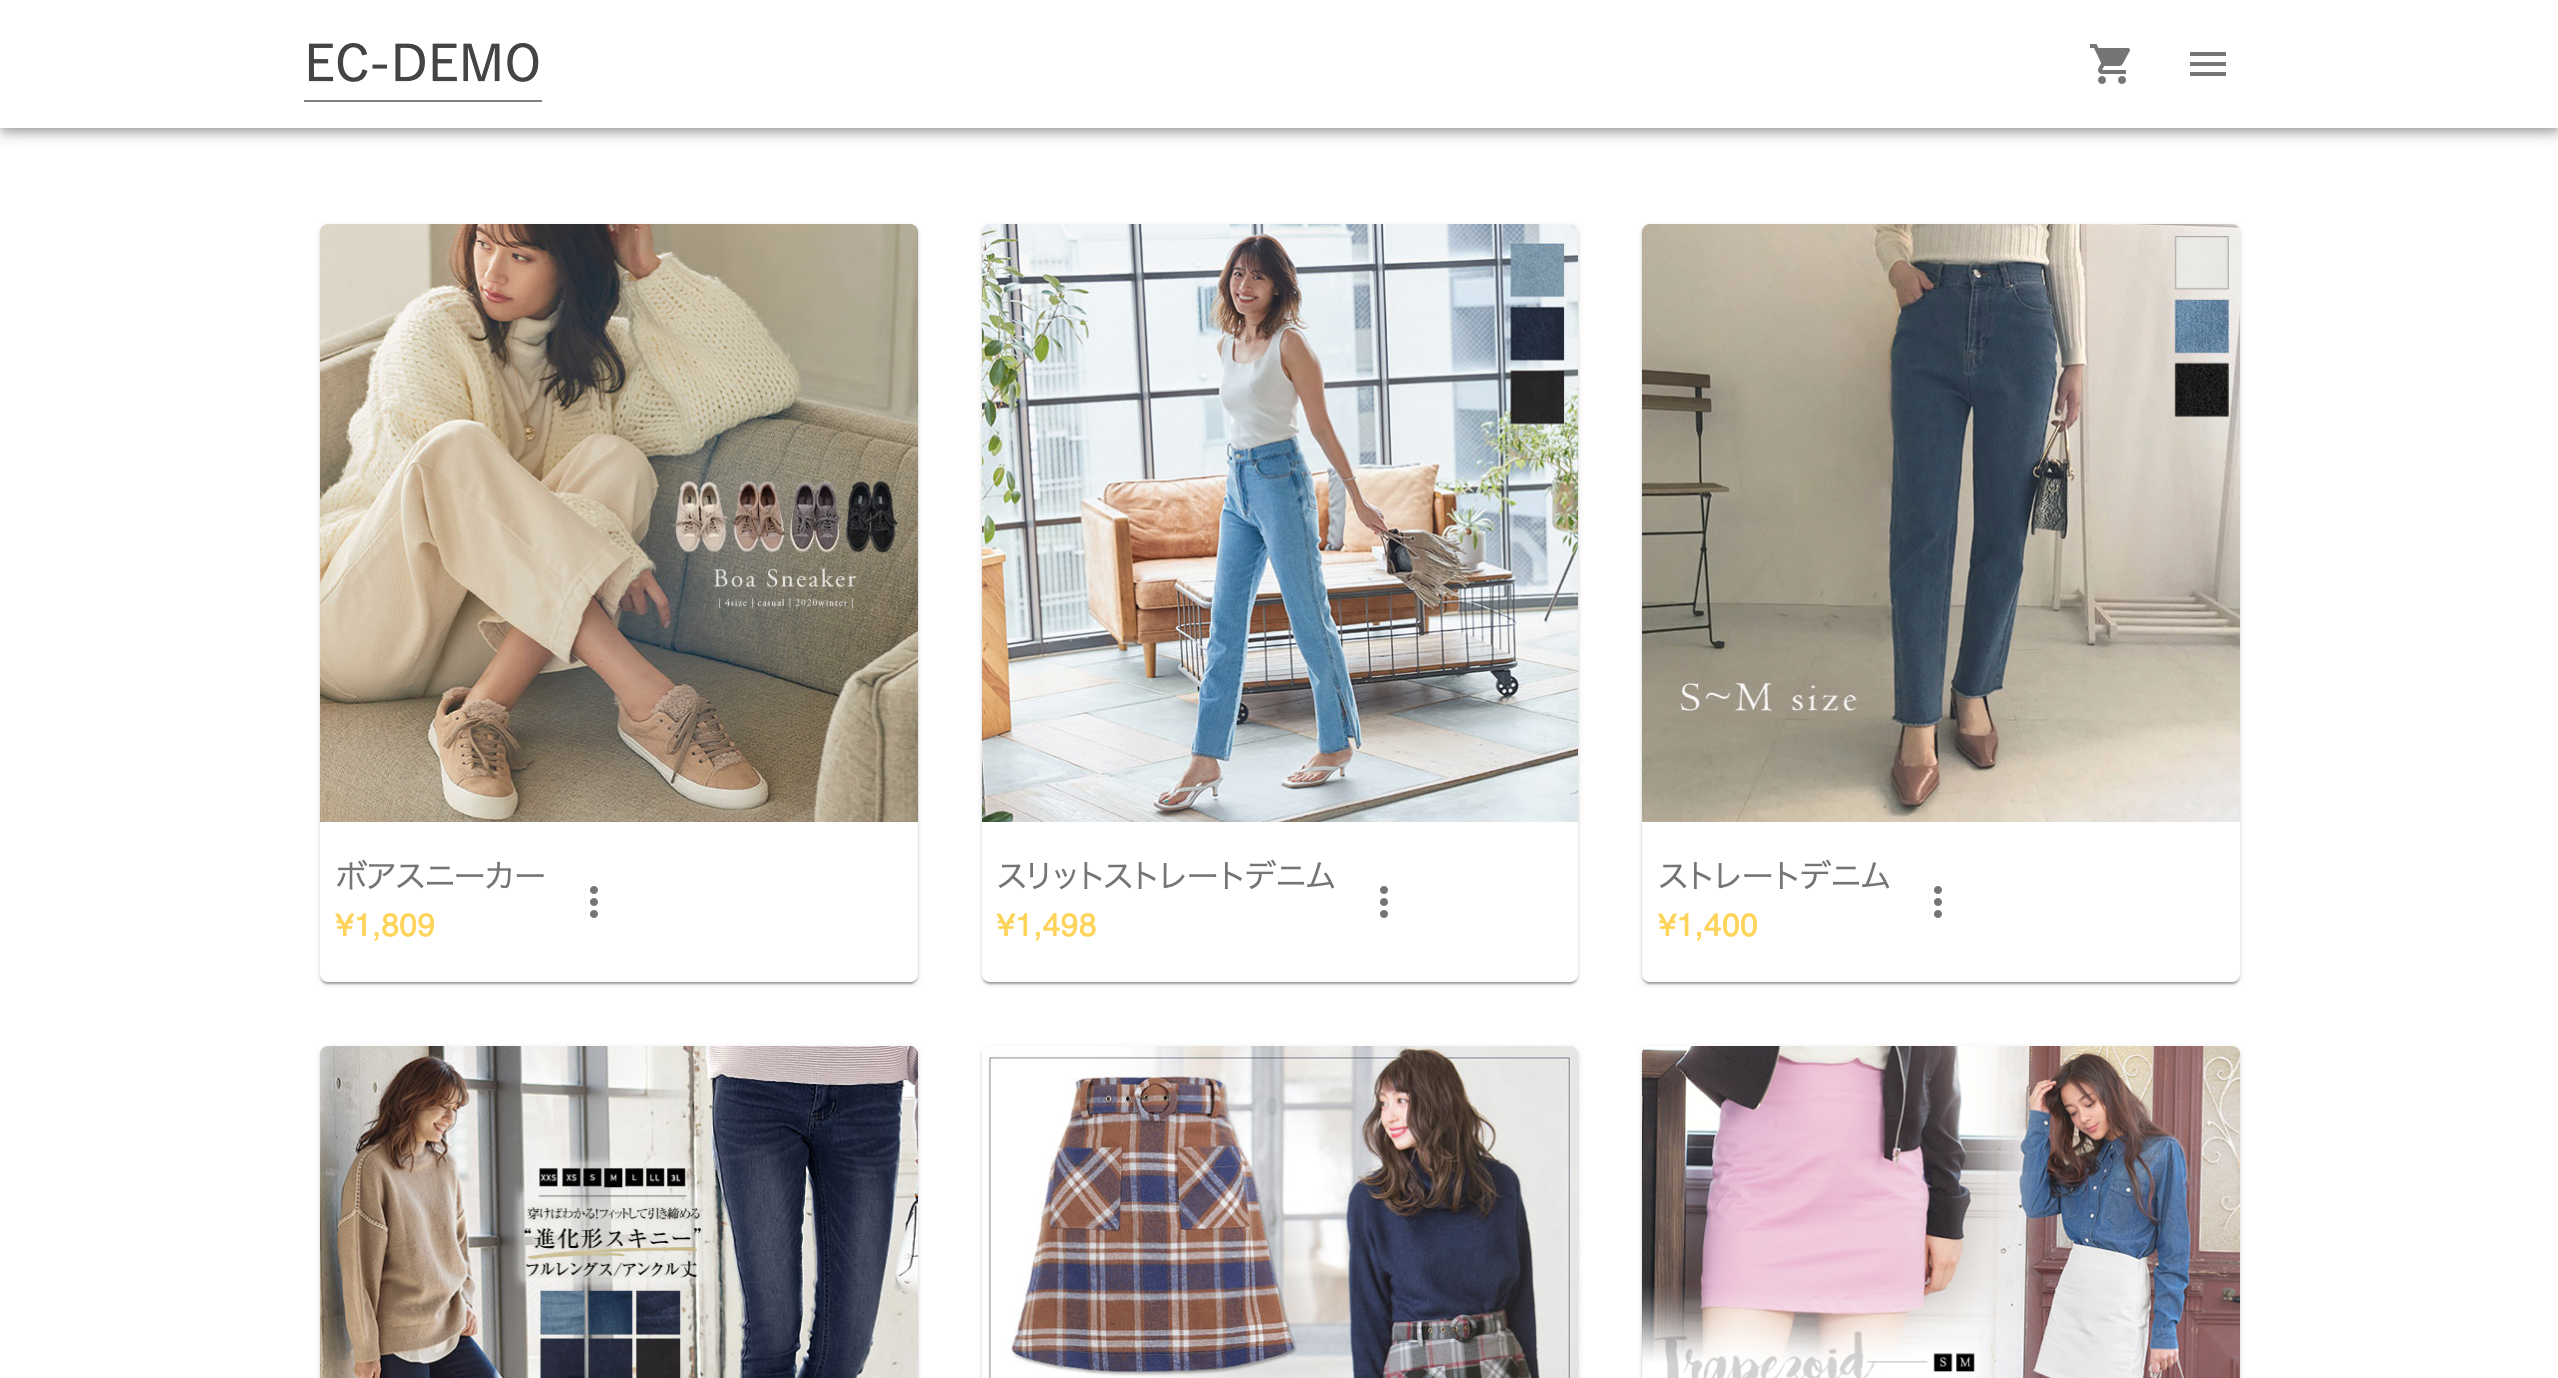 EC-DEMO
Boa Sneaker
| 4size | casual | 2020winter |
S~M size
ボアスニーカー
¥1,809
スリットストレートデニム
¥1,498
ストレートデニム
¥1,400
XXS XS S M L LL 3L
穿けばわかる!フィットして引き締める
“進化形スキニー”
フルレングス/アンクル丈
Trapezoid
S M